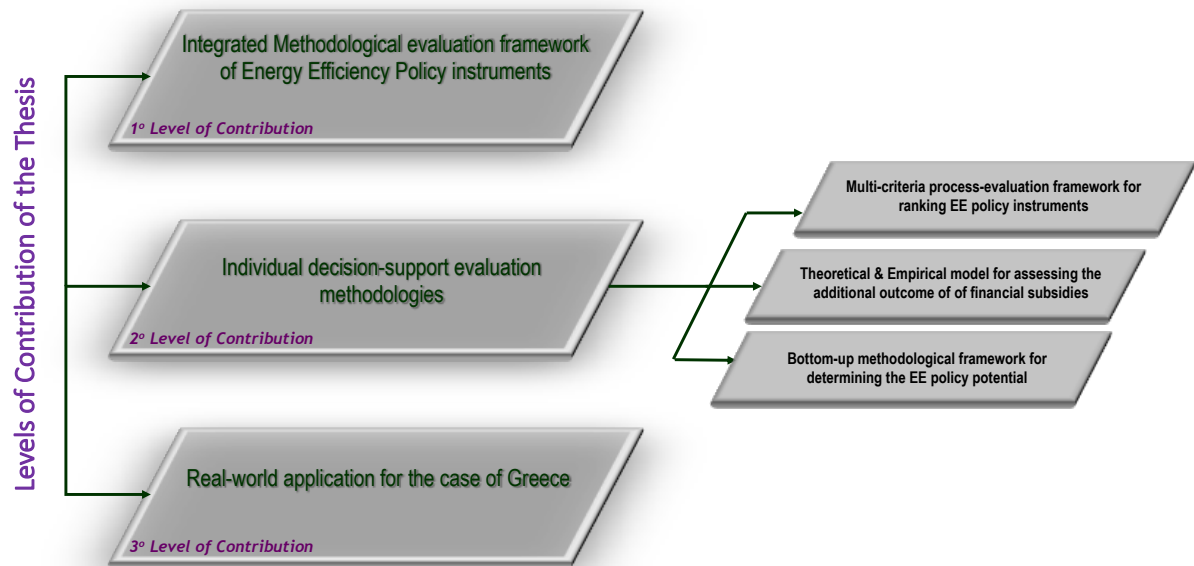 Levels of Contribution of the Thesis
Integrated Methodological evaluation framework
of Energy Efficiency Policy instruments
1º Level of Contribution
Individual decision-support evaluation
methodologies
2º Level of Contribution
Multi-criteria process-evaluation framework for
ranking EE policy instruments
Theoretical & Empirical model for assessing the
additional outcome of of financial subsidies
Bottom-up methodological framework for
determining the EE policy potential
Real-world application for the case of Greece
3º Level of Contribution